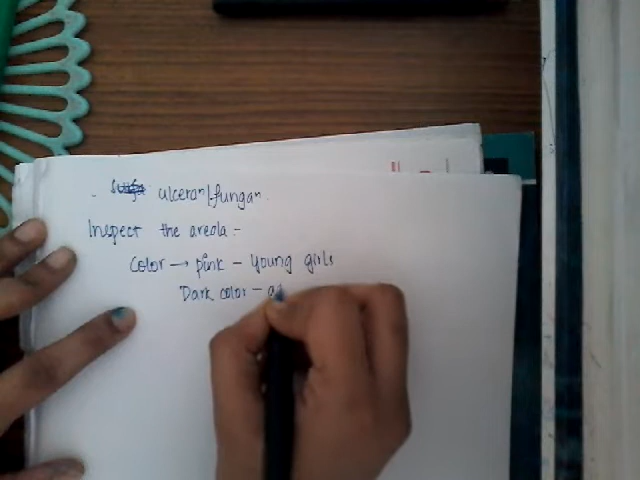 - ulceron/fungan.
Inspect the areola :-
Color → pink - young girls
Dark color - a